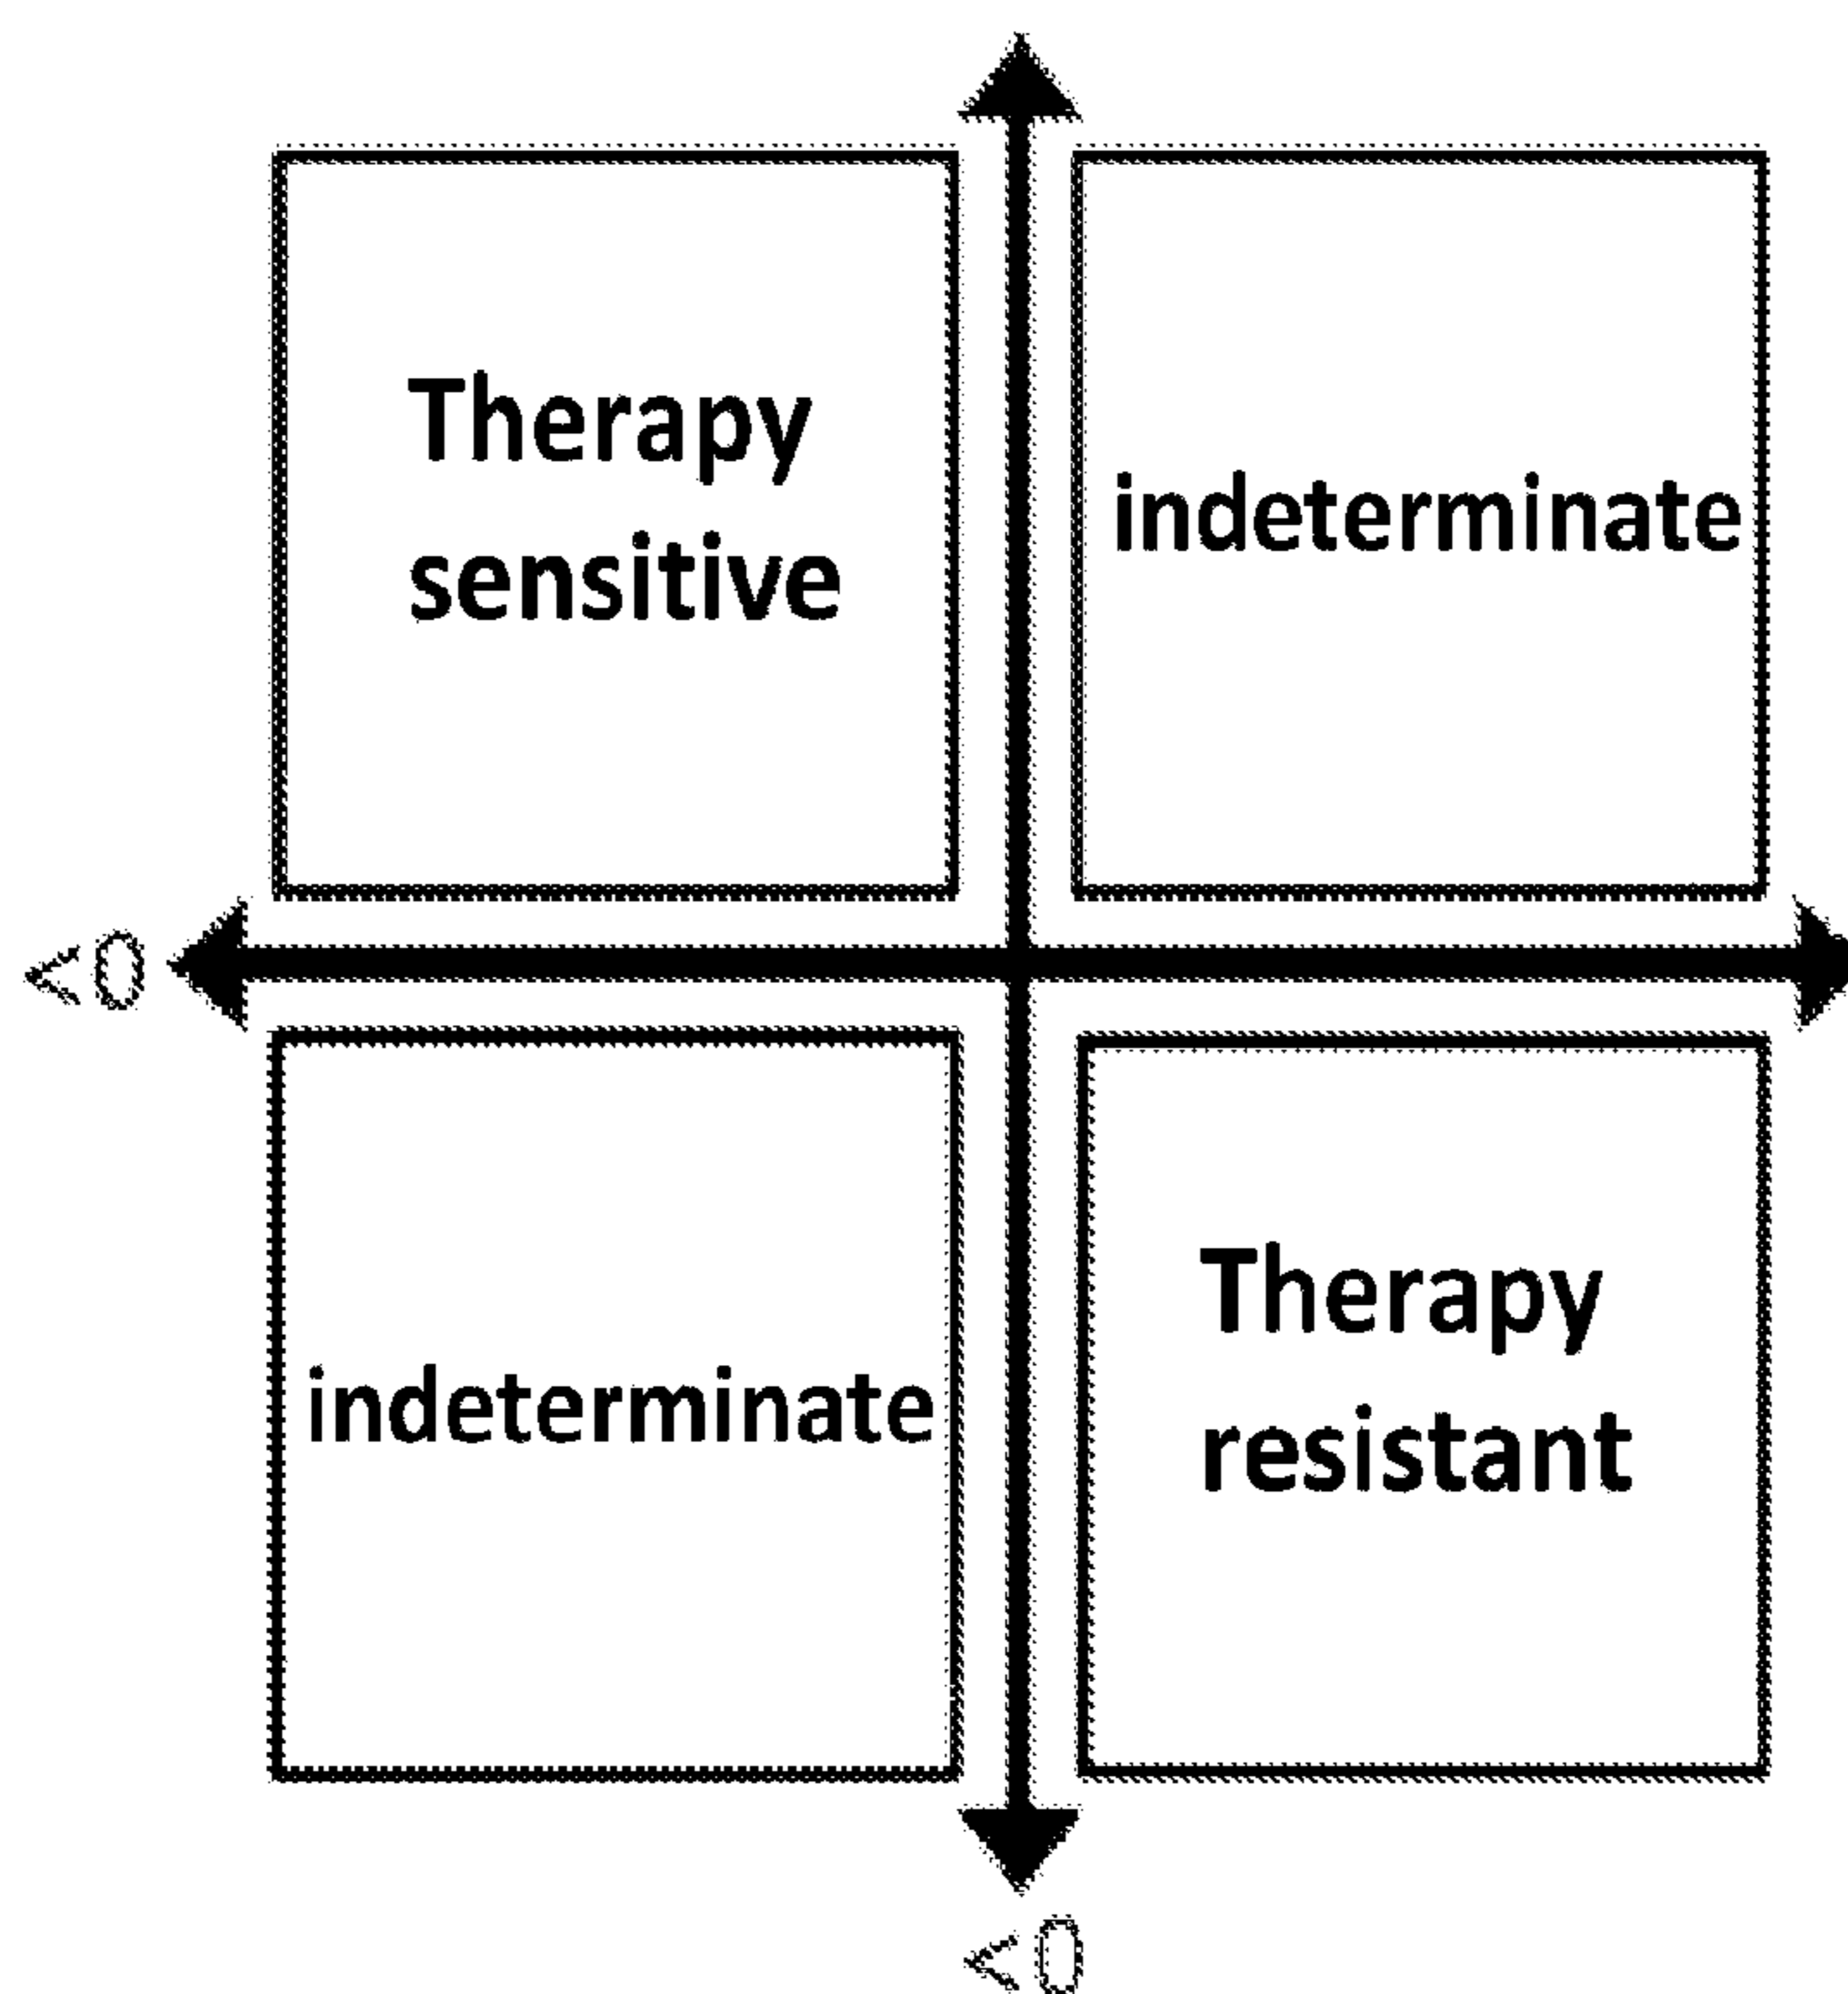 Therapy
sensitive
indeterminate
<0
indeterminate
Therapy
resistant
<0